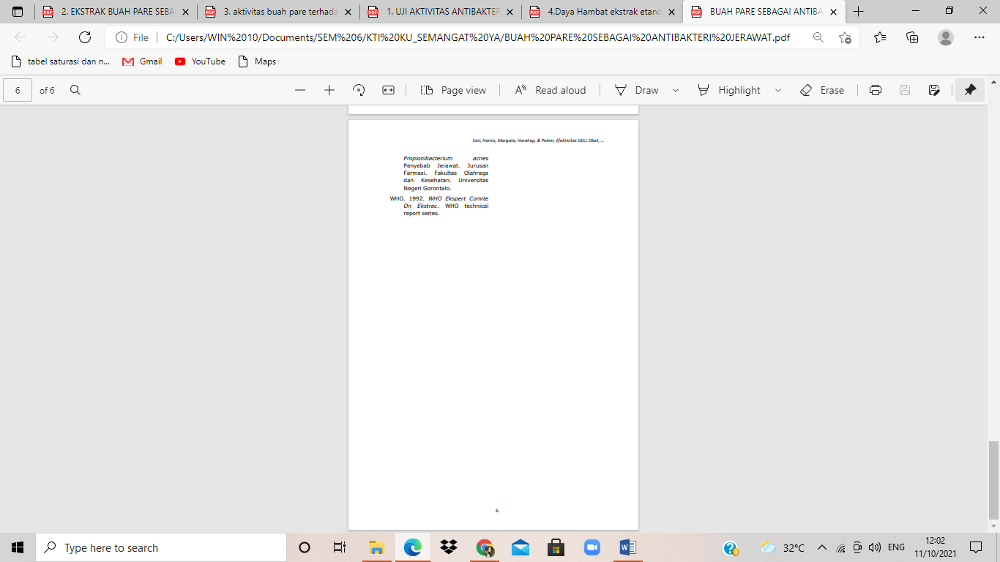 2. EKSTRAK BUAH PARE SEBA
3. aktivitas buah pare terhada
1. UJI AKTIVITAS ANTIBAKTER
4.Daya Hambat ekstrak etano
BUAH PARE SEBAGAI ANTIBA
File
C:/Users/WIN%2010/Documents/SEM%206/KTI%20KU_SEMANGAT%20YA/BUAH%20PARE%20SEBAGAI%20ANTIBAKTERI%20JERAWAT.pdf
tabel saturasi dan n...
Gmail
YouTube
Maps
6 of 6
Page view
Read aloud
Draw
Highlight
Erase
Sari, Harnis, Margata, Harahap, & Polem, Efektivitas GELL Obat, ...
Propionibacterium acnes
Penyebab Jerawat. Jurusan
Farmasi. Fakultas Olahraga
dan Kesehatan. Universitas
Negeri Gorontalo.
WHO. 1992. WHO Ekspert Comite
On Ekstrac. WHO technical
report series.
6
Type here to search
32°C
ENG
12:02
11/10/2021